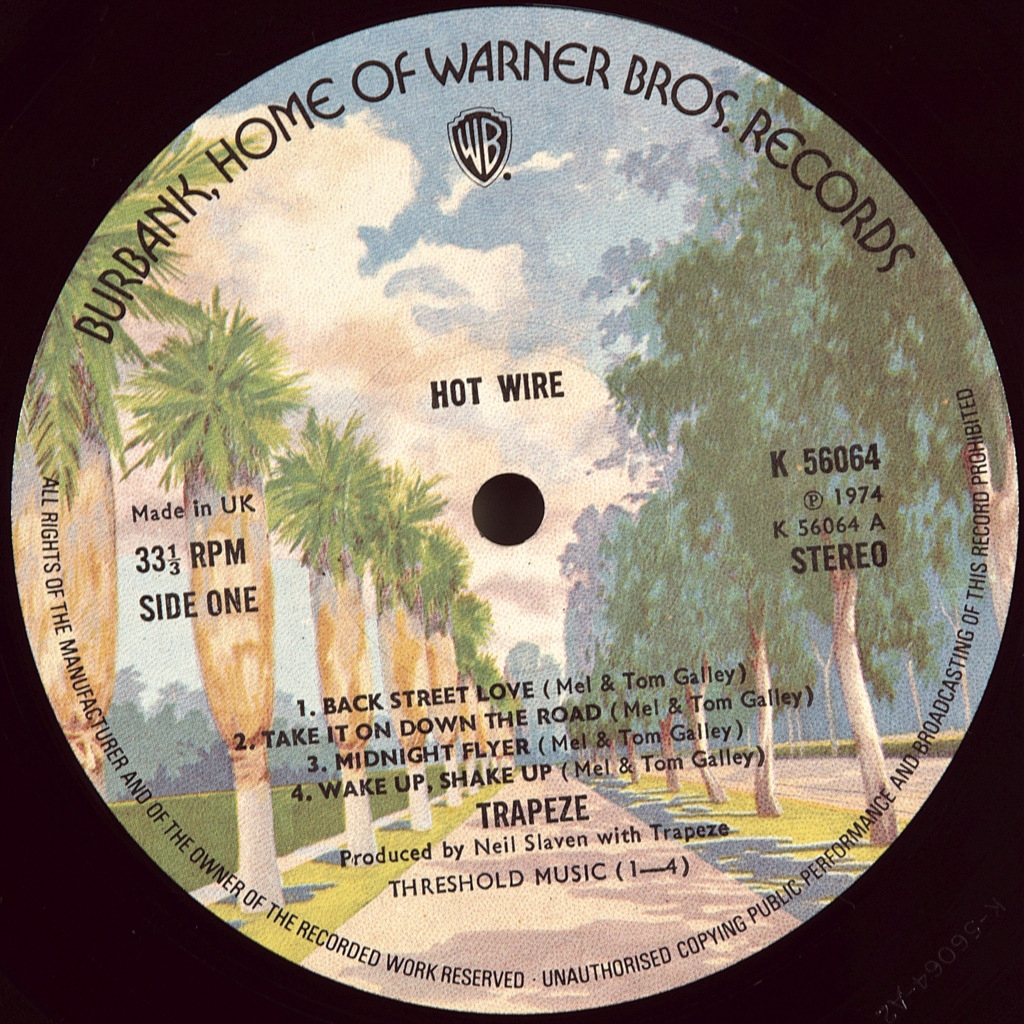 BURBANK, HOME OF WARNER BROS. RECORDS
WB
HOT WIRE
K 56064
Ⓟ 1974
K 56064 A
STEREO
Made in UK
33⅓ RPM
SIDE ONE
1. BACK STREET LOVE (Mel & Tom Galley)
2. TAKE IT ON DOWN THE ROAD (Mel & Tom Galley)
3. MIDNIGHT FLYER (Mel & Tom Galley)
4. WAKE UP, SHAKE UP (Mel & Tom Galley)
TRAPEZE
Produced by Neil Slaven with Trapeze
THRESHOLD MUSIC (1—4)
ALL RIGHTS OF THE MANUFACTURER AND OF THE OWNER OF THE RECORDED WORK RESERVED · UNAUTHORISED COPYING PUBLIC PERFORMANCE AND BROADCASTING OF THIS RECORD PROHIBITED